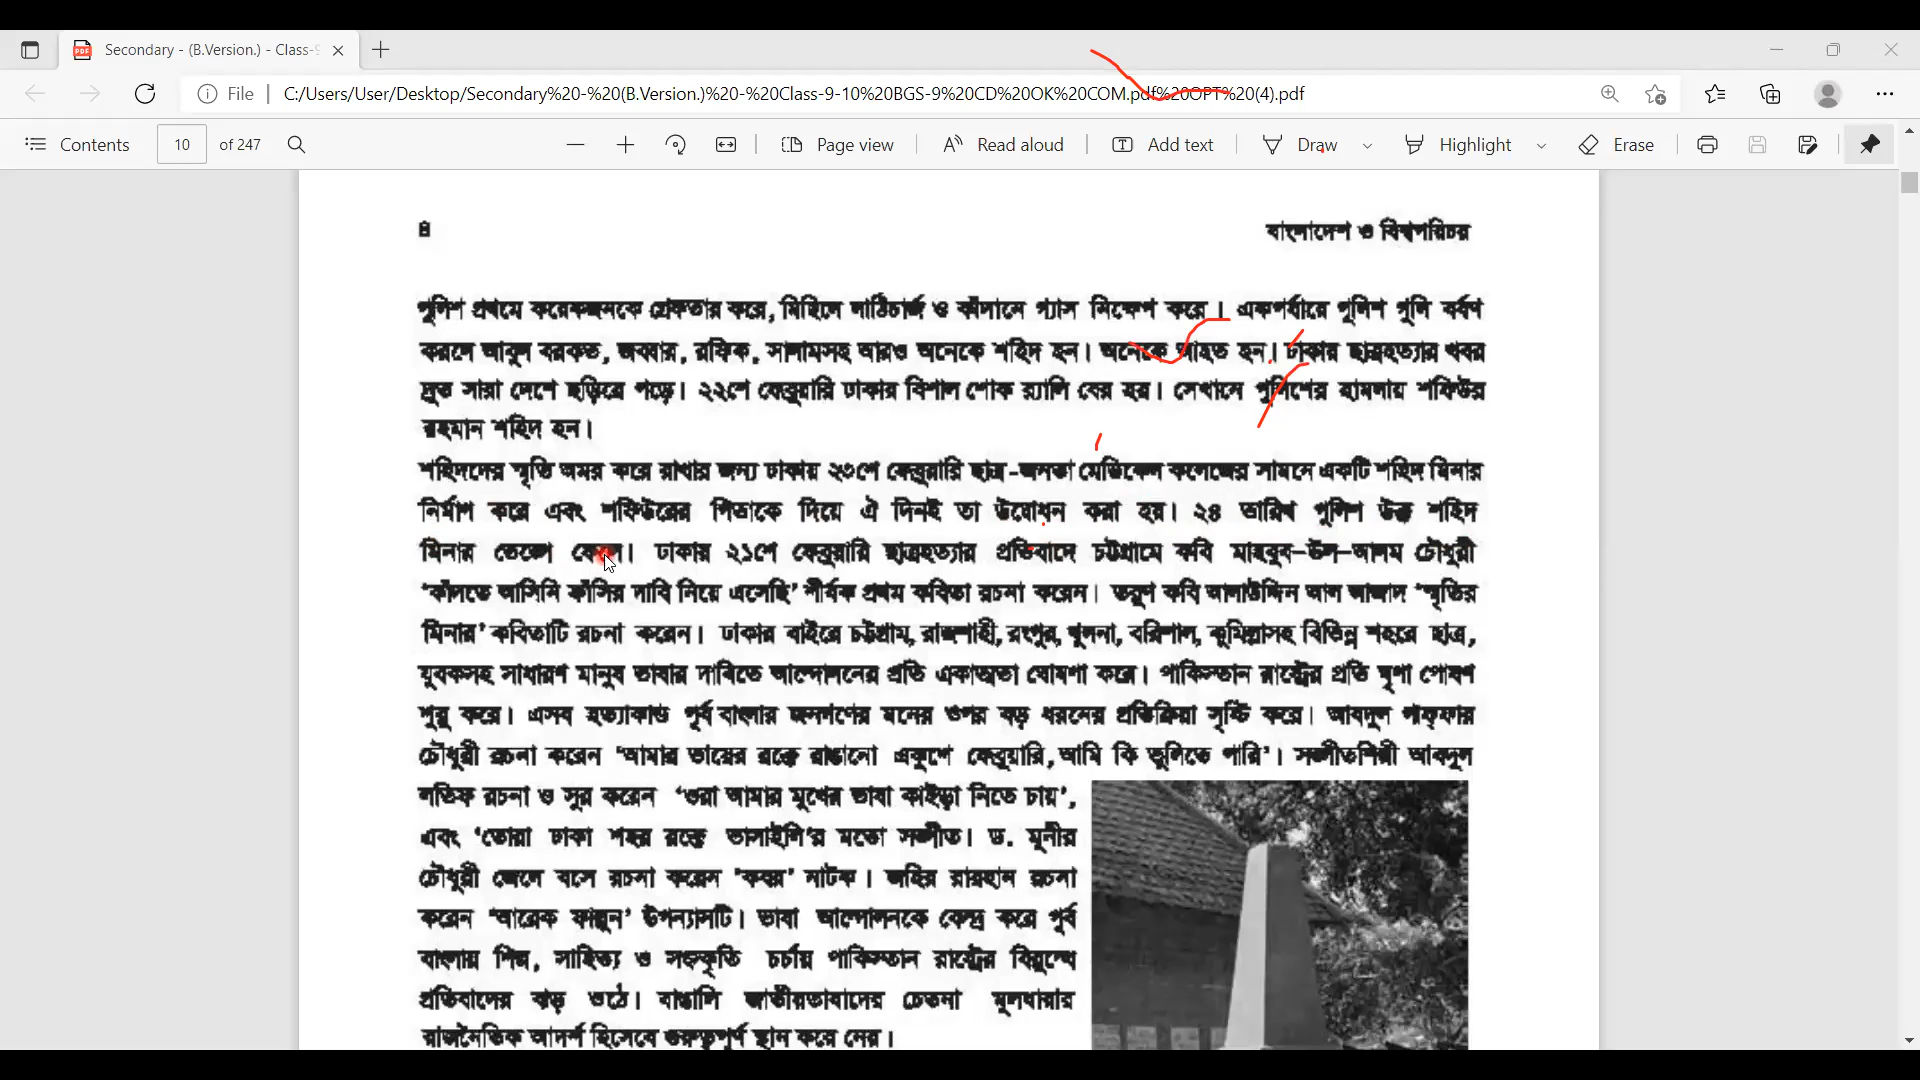 Secondary - (B.Version.) - Class-9
File
C:/Users/User/Desktop/Secondary%20-%20(B.Version.)%20-%20Class-9-10%20BGS-9%20CD%20OK%20COM.pdf%20OPT%20(4).pdf
Contents 10 of 247 Page view Read aloud Add text Draw Highlight Erase
৪ বাংলাদেশ ও বিশ্বপরিচয়
পুলিশ প্রথমে কয়েকজনকে গ্রেফতার করে, মিছিলে লাঠিচার্জ ও কাঁদানে গ্যাস নিক্ষেপ করে। একপর্যায়ে পুলিশ গুলি বর্ষণ
করলে আবুল বরকত, জব্বার, রফিক, সালামসহ আরও অনেকে শহিদ হন। অনেকে আহত হন। ঢাকায় ছাত্রহত্যার খবর
দ্রুত সারা দেশে ছড়িয়ে পড়ে। ২২শে ফেব্রুয়ারি ঢাকায় বিশাল শোক র‍্যালি বের হয়। সেখানে পুলিশের হামলায় শফিউর
রহমান শহিদ হন।
শহিদদের স্মৃতি অমর করে রাখার জন্য ঢাকায় ২৩শে ফেব্রুয়ারি ছাত্র-জনতা মেডিকেল কলেজের সামনে একটি শহিদ মিনার
নির্মাণ করে এবং শফিউরের পিতাকে দিয়ে ঐ দিনই তা উদ্বোধন করা হয়। ২৪ তারিখ পুলিশ উক্ত শহিদ
মিনার ভেঙ্গে ফেলে। ঢাকায় ২১শে ফেব্রুয়ারি ছাত্রহত্যার প্রতিবাদে চট্টগ্রামে কবি মাহবুব-উল-আলম চৌধুরী
'কাঁদতে আসিনি ফাঁসির দাবি নিয়ে এসেছি' শীর্ষক প্রথম কবিতা রচনা করেন। তরুণ কবি আলাউদ্দিন আল আজাদ 'স্মৃতির
মিনার' কবিতাটি রচনা করেন। ঢাকার বাইরে চট্টগ্রাম, রাজশাহী, রংপুর, খুলনা, বরিশাল, কুমিল্লাসহ বিভিন্ন শহরে ছাত্র,
যুবকসহ সাধারণ মানুষ ভাষার দাবিতে আন্দোলনের প্রতি একাত্মতা ঘোষণা করে। পাকিস্তান রাষ্ট্রের প্রতি ঘৃণা পোষণ
শুরু করে। এসব হত্যাকাণ্ড পূর্ব বাংলার জনগণের মনের ওপর বড় ধরনের প্রতিক্রিয়া সৃষ্টি করে। আবদুল গাফ্ফার
চৌধুরী রচনা করেন 'আমার ভায়ের রক্তে রাঙানো একুশে ফেব্রুয়ারি, আমি কি ভুলিতে পারি'। সঙ্গীতশিল্পী আবদুল
লতিফ রচনা ও সুর করেন 'ওরা আমার মুখের ভাষা কাইড়া নিতে চায়',
এবং 'তোরা ঢাকা শহর রক্তে ভাসাইলি'র মতো সঙ্গীত। ড. মুনীর
চৌধুরী জেলে বসে রচনা করেন 'কবর' নাটক। জহির রায়হান রচনা
করেন 'আরেক ফাল্গুন' উপন্যাসটি। ভাষা আন্দোলনকে কেন্দ্র করে পূর্ব
বাংলায় শিল্প, সাহিত্য ও সংস্কৃতি চর্চায় পাকিস্তান রাষ্ট্রের বিরুদ্ধে
প্রতিবাদের ঝড় ওঠে। বাঙালি জাতীয়তাবাদের চেতনা মূলধারার
রাজনৈতিক আদর্শ হিসেবে গুরুত্বপূর্ণ স্থান করে নেয়।